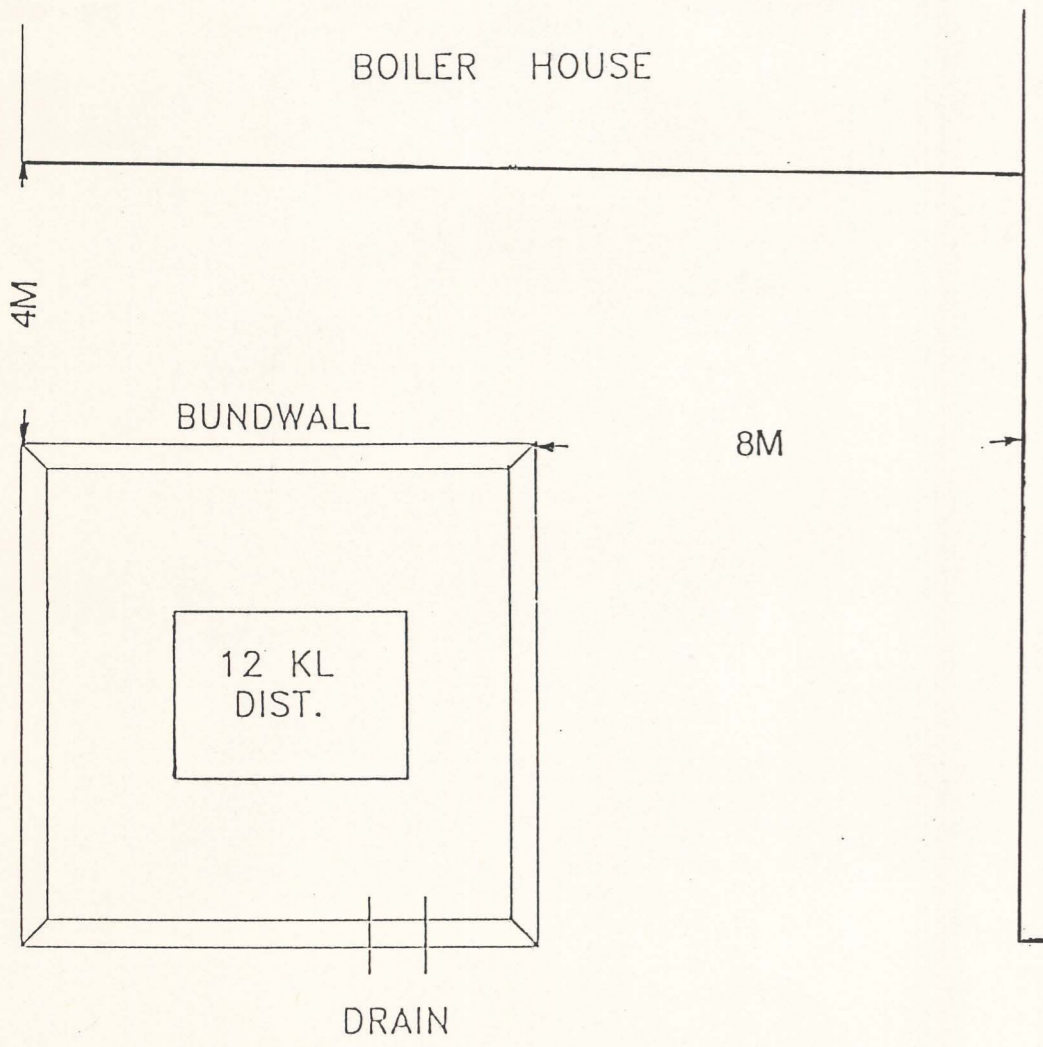 BOILER HOUSE
4M
BUNDWALL
8M
12 KL
DIST.
DRAIN